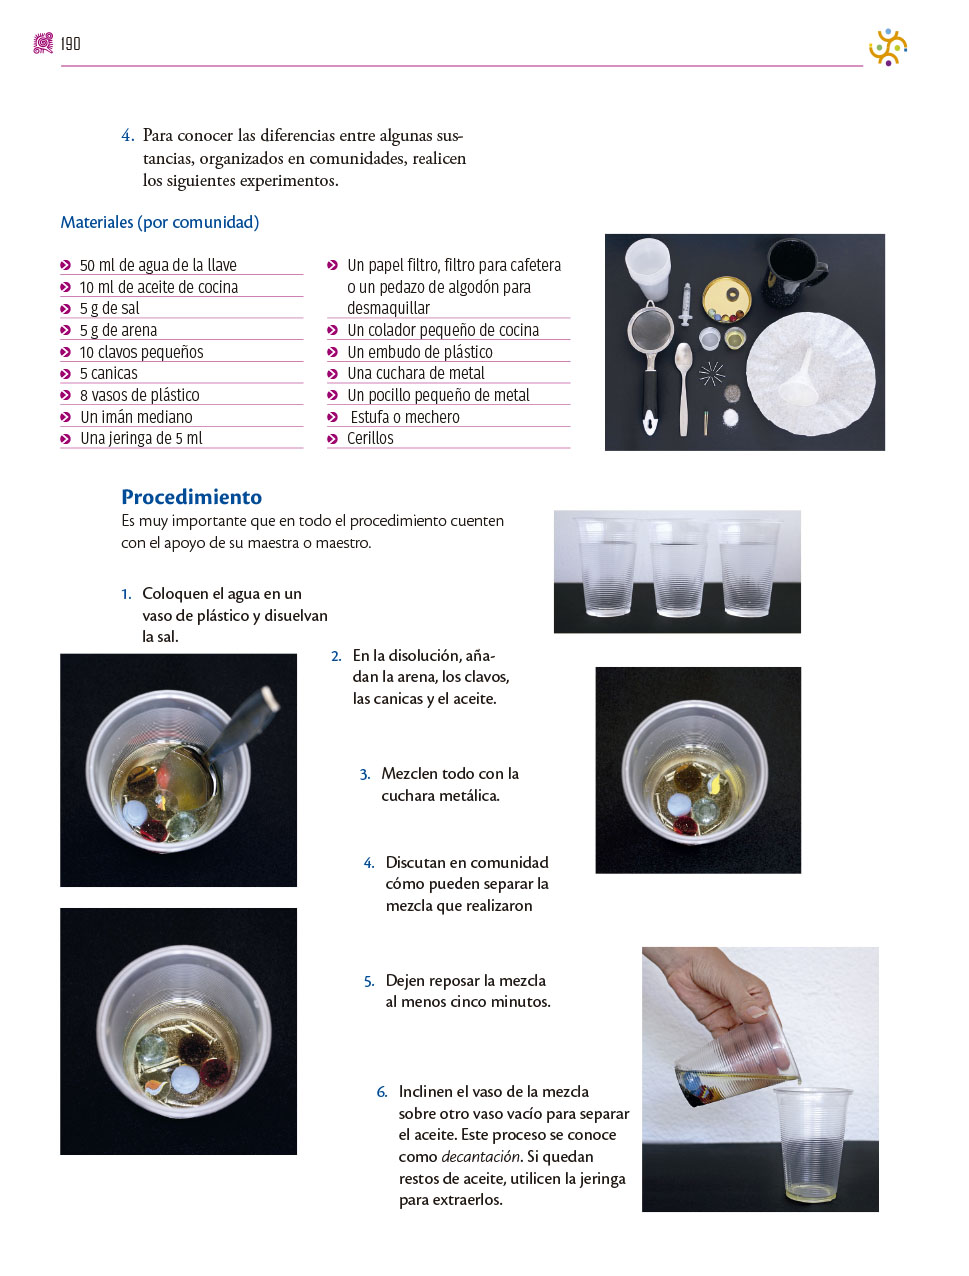 190
4. Para conocer las diferencias entre algunas sus-
tancias, organizados en comunidades, realicen
los siguientes experimentos.
Materiales (por comunidad)
50 ml de agua de la llave
10 ml de aceite de cocina
5 g de sal
5 g de arena
10 clavos pequeños
5 canicas
8 vasos de plástico
Un imán mediano
Una jeringa de 5 ml
Un papel filtro, filtro para cafetera
o un pedazo de algodón para
desmaquillar
Un colador pequeño de cocina
Un embudo de plástico
Una cuchara de metal
Un pocillo pequeño de metal
Estufa o mechero
Cerillos
Procedimiento
Es muy importante que en todo el procedimiento cuenten
con el apoyo de su maestra o maestro.
1. Coloquen el agua en un
vaso de plástico y disuelvan
la sal.
2. En la disolución, aña-
dan la arena, los clavos,
las canicas y el aceite.
3. Mezclen todo con la
cuchara metálica.
4. Discutan en comunidad
cómo pueden separar la
mezcla que realizaron
5. Dejen reposar la mezcla
al menos cinco minutos.
6. Inclinen el vaso de la mezcla
sobre otro vaso vacío para separar
el aceite. Este proceso se conoce
como decantación. Si quedan
restos de aceite, utilicen la jeringa
para extraerlos.